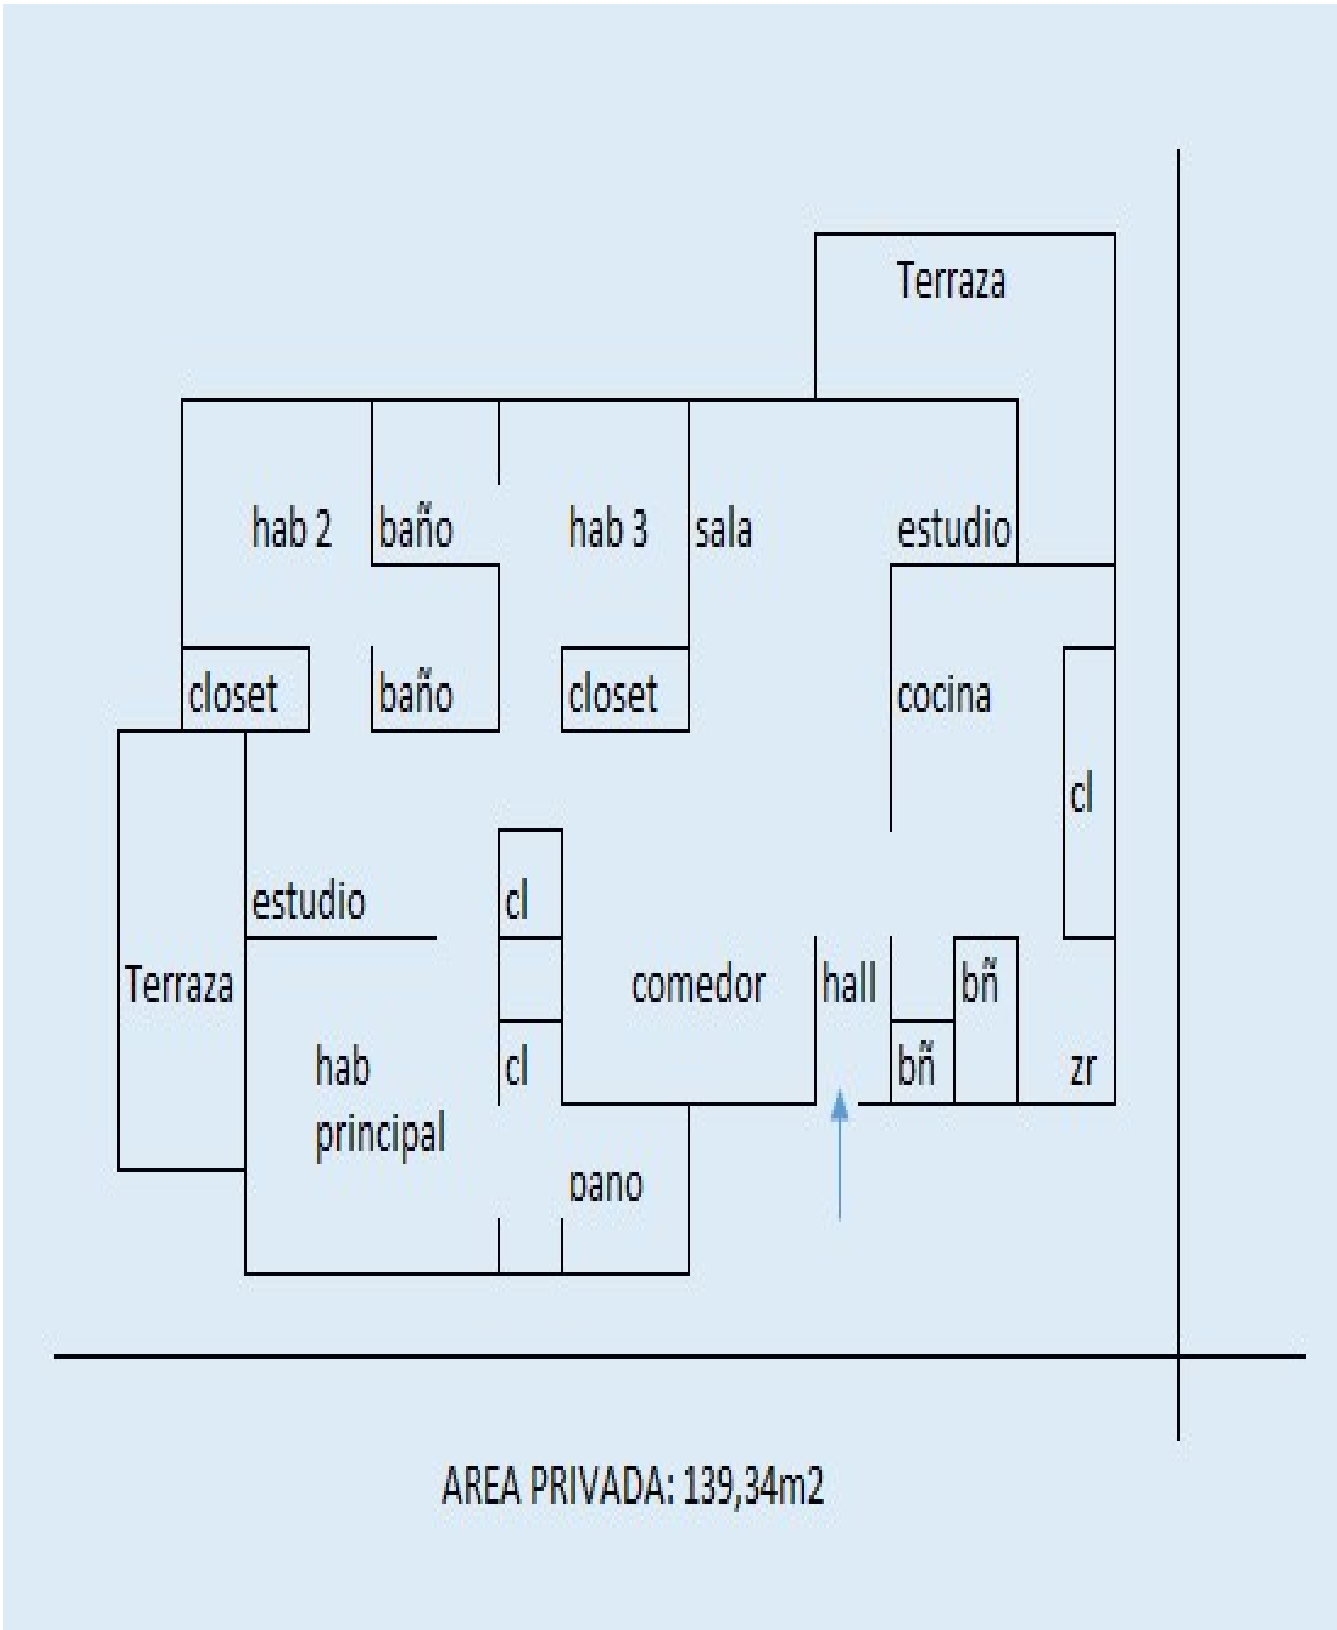 Terraza
hab 2
baño
hab 3
sala
estudio
closet
baño
closet
cocina
cl
estudio
cl
Terraza
comedor
hall
bñ
hab
principal
cl
bñ
zr
pano
AREA PRIVADA: 139,34m2